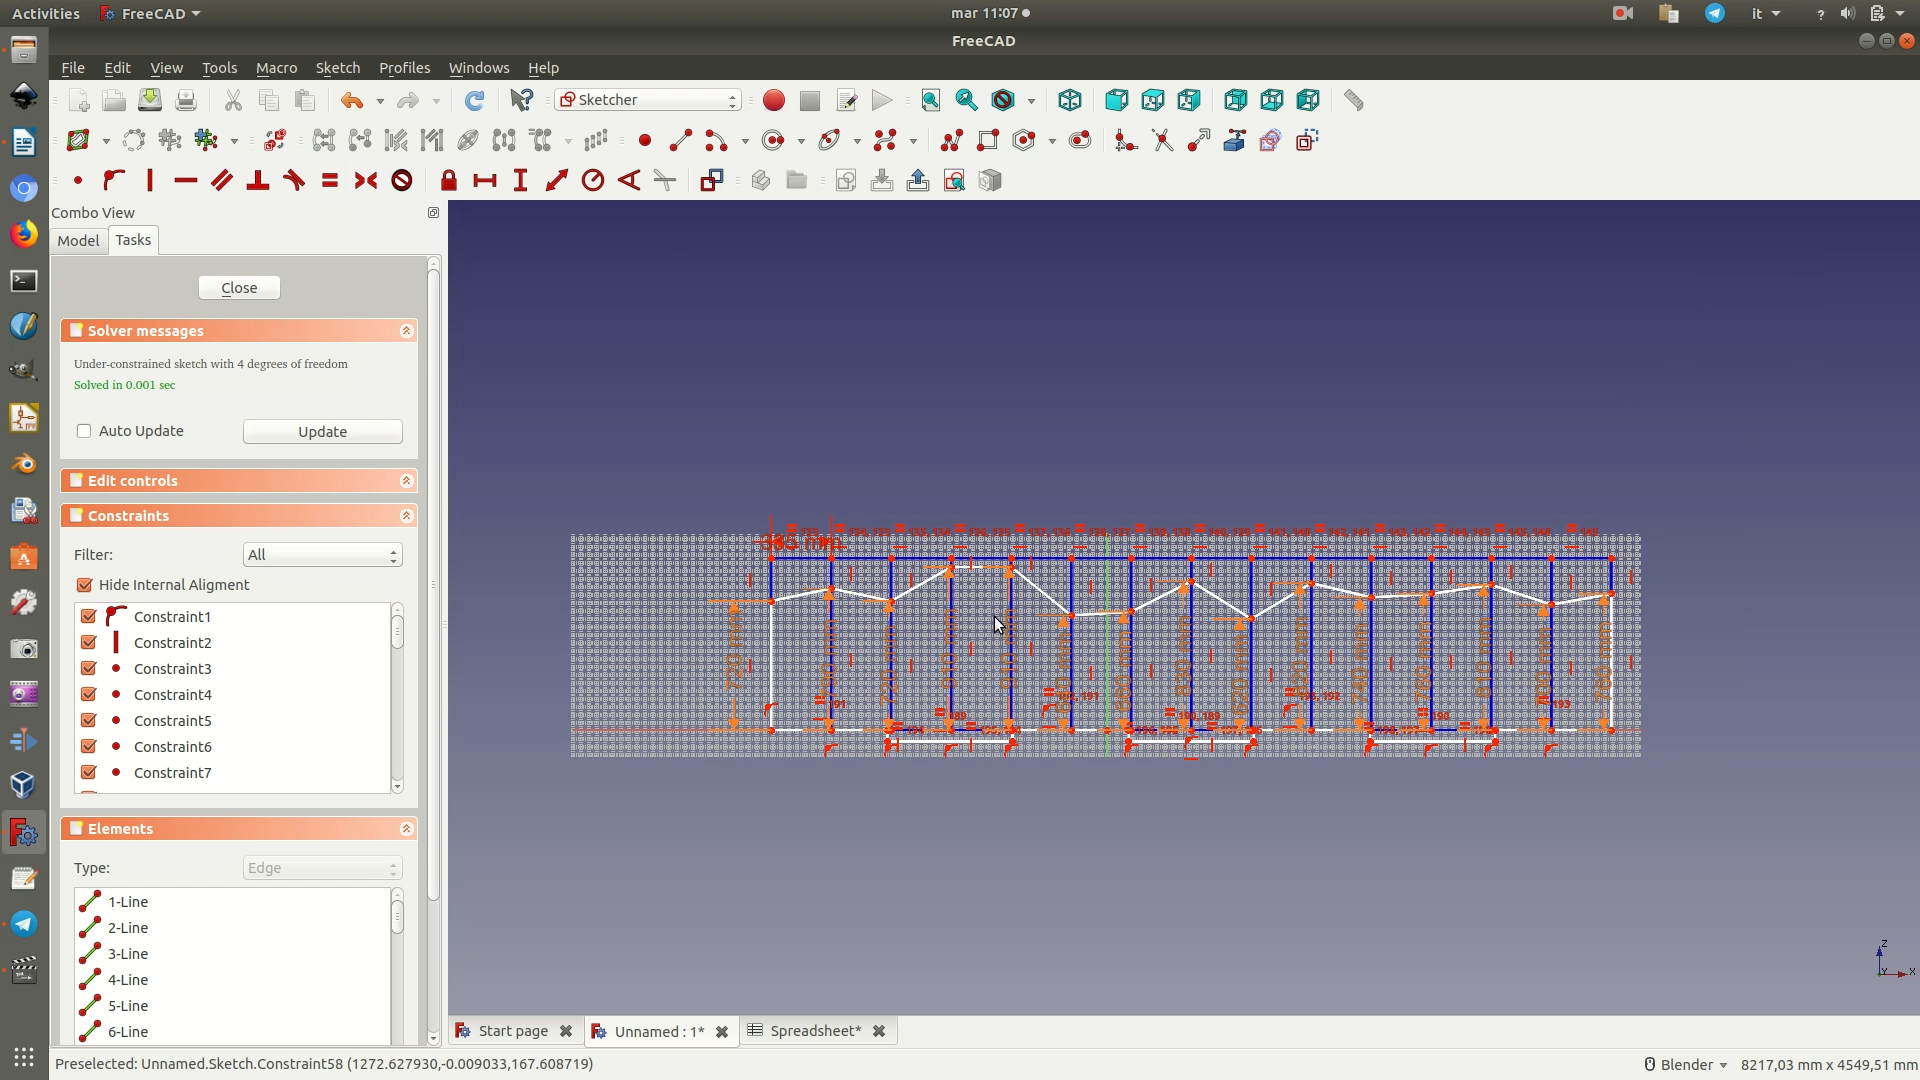 Activities FreeCAD mar 11:07 it ?
FreeCAD
File Edit View Tools Macro Sketch Profiles Windows Help
Sketcher
Combo View
Model Tasks
Close
Solver messages
Under-constrained sketch with 4 degrees of freedom
Solved in 0.001 sec
Auto Update Update
Edit controls
Constraints
Filter: All
Hide Internal Aligment
Constraint1
Constraint2
Constraint3
Constraint4
Constraint5
Constraint6
Constraint7
Elements
Type: Edge
1-Line
2-Line
3-Line
4-Line
5-Line
6-Line
Z
X
Start page Unnamed : 1* Spreadsheet*
Preselected: Unnamed.Sketch.Constraint58 (1272.627930,-0.009033,167.608719) Blender 8217,03 mm x 4549,51 mm